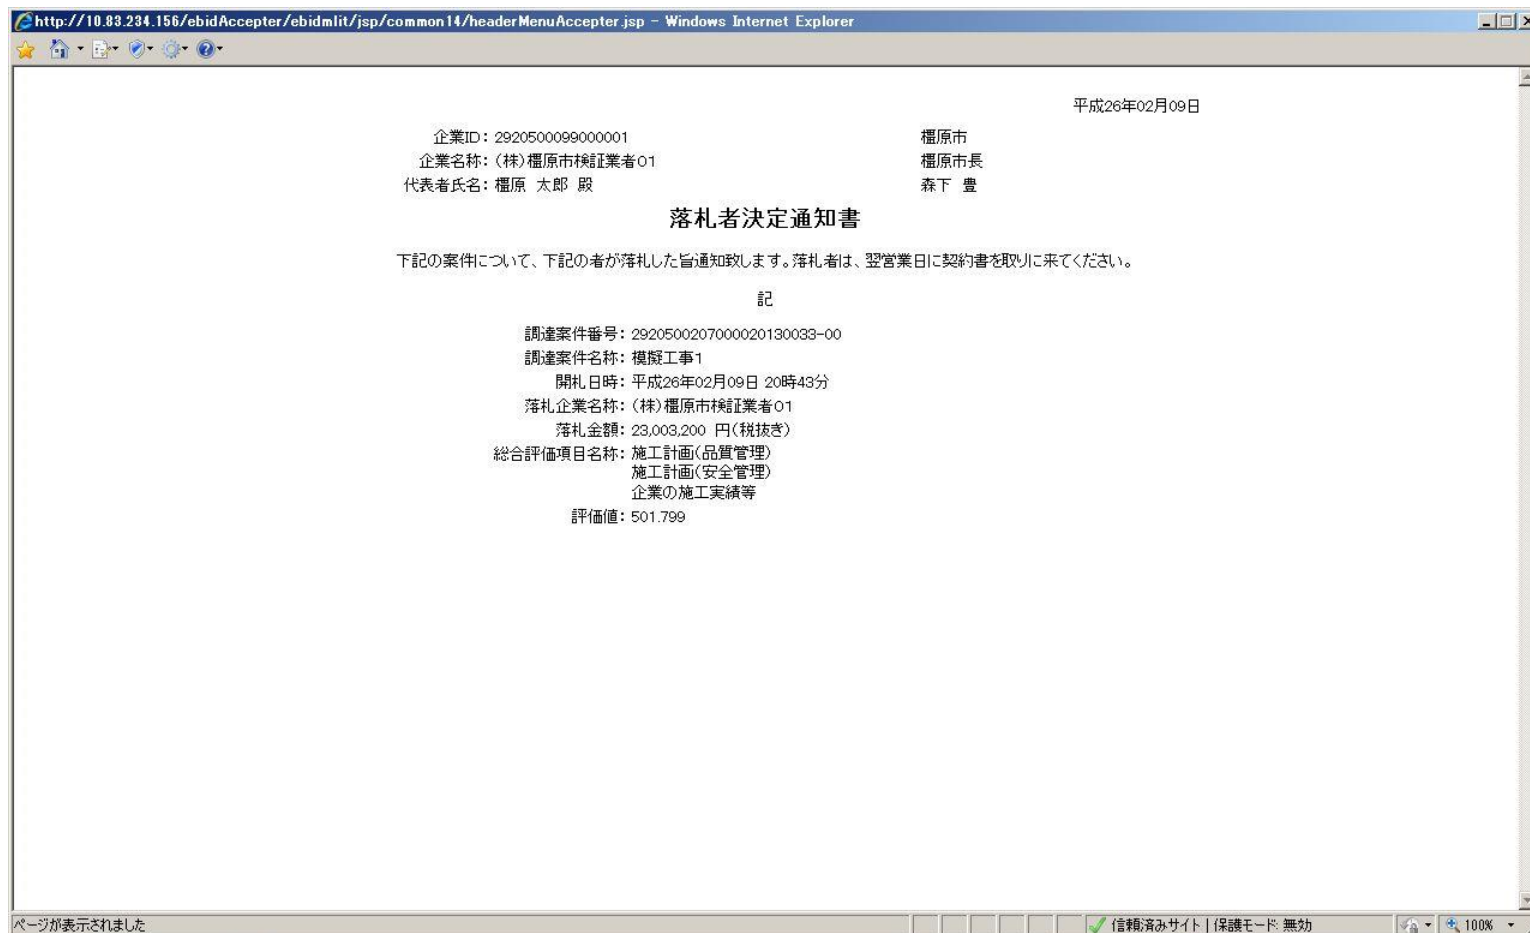 http://10.83.234.156/ebidAccepter/ebidmlit/jsp/common14/headerMenuAccepter.jsp - Windows Internet Explorer
平成26年02月09日
企業ID：2920500099000001 橿原市
企業名称：（株）橿原市検証業者01 橿原市長
代表者氏名：橿原 太郎 殿 森下 豊
落札者決定通知書
下記の案件について、下記の者が落札した旨通知致します。落札者は、翌営業日に契約書を取りに来てください。
記
調達案件番号：2920500207000020130033-00
調達案件名称：模擬工事1
開札日時：平成26年02月09日 20時43分
落札企業名称：（株）橿原市検証業者01
落札金額：23,003,200 円（税抜き）
総合評価項目名称：施工計画（品質管理）
施工計画（安全管理）
企業の施工実績等
評価値：501.799
ページが表示されました 信頼済みサイト | 保護モード: 無効 100%